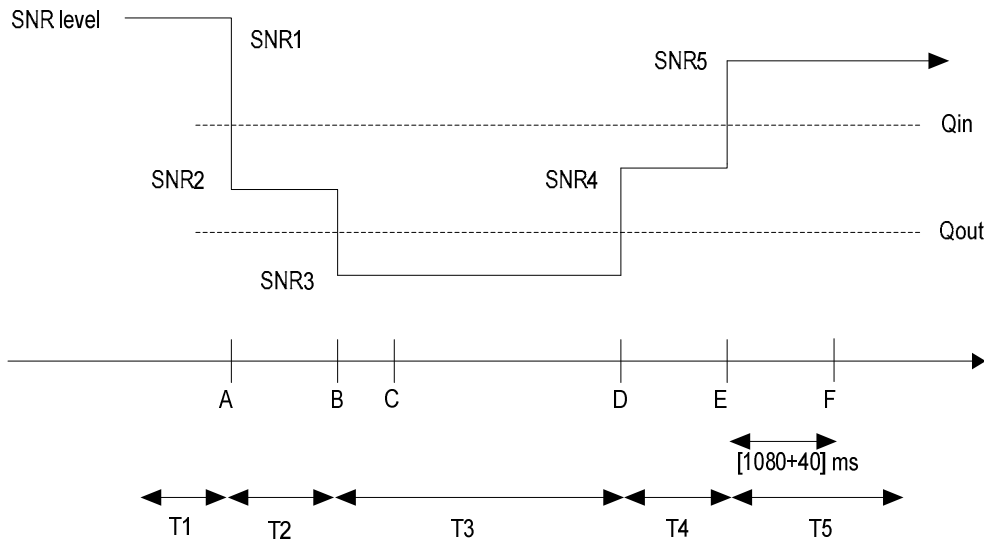 SNR level
SNR1
SNR5
Qin
SNR2
SNR4
Qout
SNR3
A
B
C
D
E
F
[1080+40] ms
T1
T2
T3
T4
T5